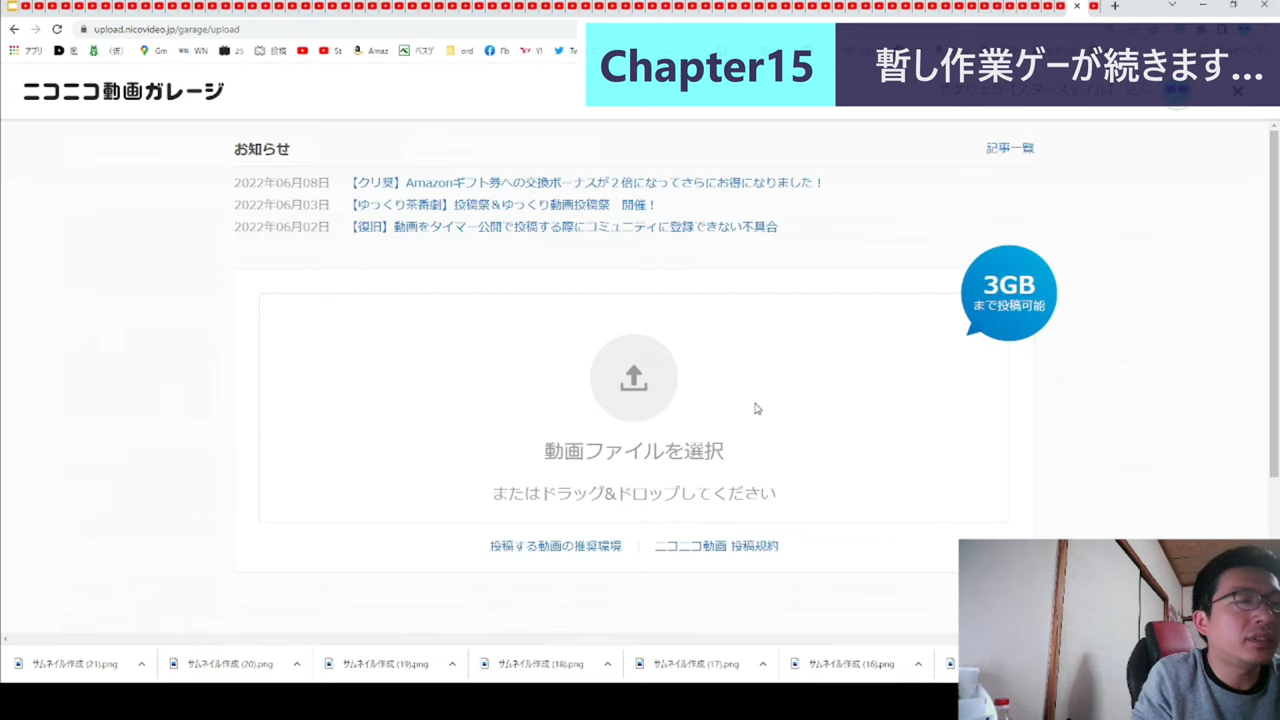 upload.nicovideo.jp/garage/upload
アプリ
Gm
WN
25
投稿
St
Amaz
ord
Fb
Y!
Tw
Chapter15
暫し作業ゲーが続きます...
ニコニコ動画ガレージ
お知らせ
記事一覧
2022年06月08日 【クリ奨】Amazonギフト券への交換ボーナスが２倍になってさらにお得になりました！
2022年06月03日 【ゆっくり茶番劇】投稿祭＆ゆっくり動画投稿祭 開催！
2022年06月02日 【復旧】動画をタイマー公開で投稿する際にコミュニティに登録できない不具合
3GB
まで投稿可能
動画ファイルを選択
またはドラッグ&ドロップしてください
投稿する動画の推奨環境
ニコニコ動画 投稿規約
サムネイル作成 (21).png
サムネイル作成 (20).png
サムネイル作成 (19).png
サムネイル作成 (18).png
サムネイル作成 (17).png
サムネイル作成 (16).png